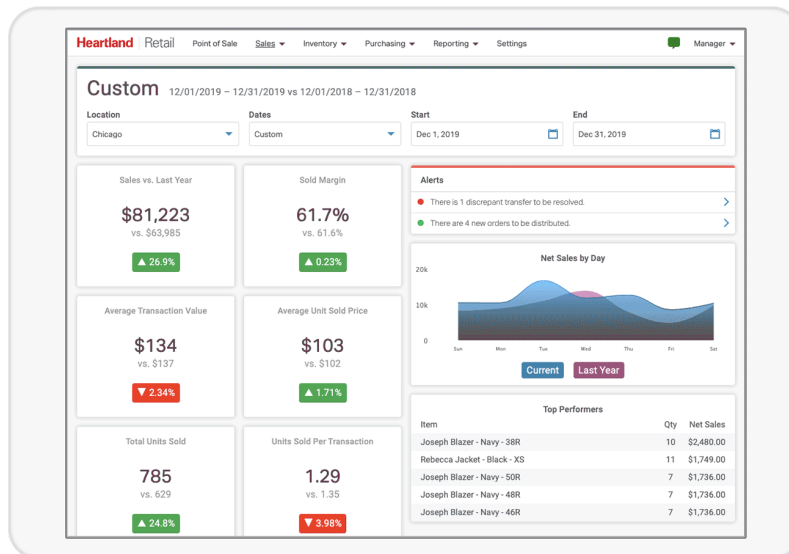 Heartland | Retail Point of Sale Sales Inventory Purchasing Reporting Settings Manager
Custom 12/01/2019 – 12/31/2019 vs 12/01/2018 – 12/31/2018
Location Dates Start End
Chicago Custom Dec 1, 2019 Dec 31, 2019
Sales vs. Last Year
$81,223
vs. $63,985
▲ 26.9%
Sold Margin
61.7%
vs. 61.6%
▲ 0.23%
Alerts
There is 1 discrepant transfer to be resolved.
There are 4 new orders to be distributed.
Net Sales by Day
20k
10k
0
Sun Mon Tue Wed Thu Fri Sat
Current Last Year
Average Transaction Value
$134
vs. $137
▼ 2.34%
Average Unit Sold Price
$103
vs. $102
▲ 1.71%
Top Performers
Item Qty Net Sales
Joseph Blazer - Navy - 38R 10 $2,480.00
Rebecca Jacket - Black - XS 11 $1,749.00
Joseph Blazer - Navy - 50R 7 $1,736.00
Joseph Blazer - Navy - 48R 7 $1,736.00
Joseph Blazer - Navy - 46R 7 $1,736.00
Total Units Sold
785
vs. 629
▲ 24.8%
Units Sold Per Transaction
1.29
vs. 1.35
▼ 3.98%